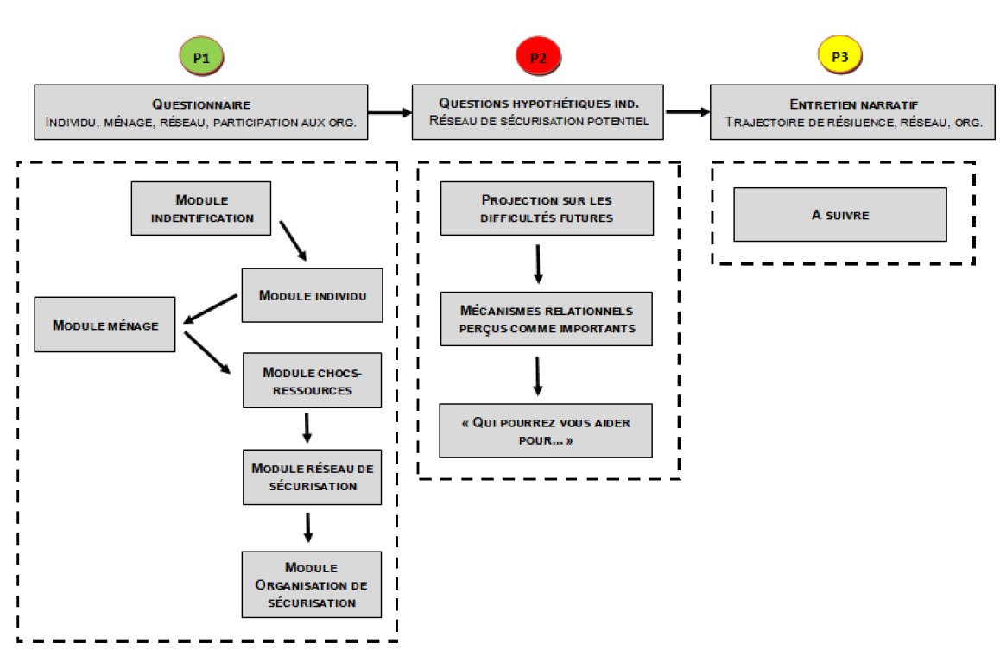 P1
P2
P3
QUESTIONNAIRE
INDIVIDU, MÉNAGE, RÉSEAU, PARTICIPATION AUX ORG.
QUESTIONS HYPOTHÉTIQUES IND.
RÉSEAU DE SÉCURISATION POTENTIEL
ENTRETIEN NARRATIF
TRAJECTOIRE DE RÉSILIENCE, RÉSEAU, ORG.
MODULE
INDENTIFICATION
MODULE INDIVIDU
MODULE MÉNAGE
MODULE CHOCS-
RESSOURCES
MODULE RÉSEAU DE
SÉCURISATION
MODULE
ORGANISATION DE
SÉCURISATION
PROJECTION SUR LES
DIFFICULTÉS FUTURES
MÉCANISMES RELATIONNELS
PERÇUS COMME IMPORTANTS
« QUI POURREZ VOUS AIDER
POUR... »
A SUIVRE